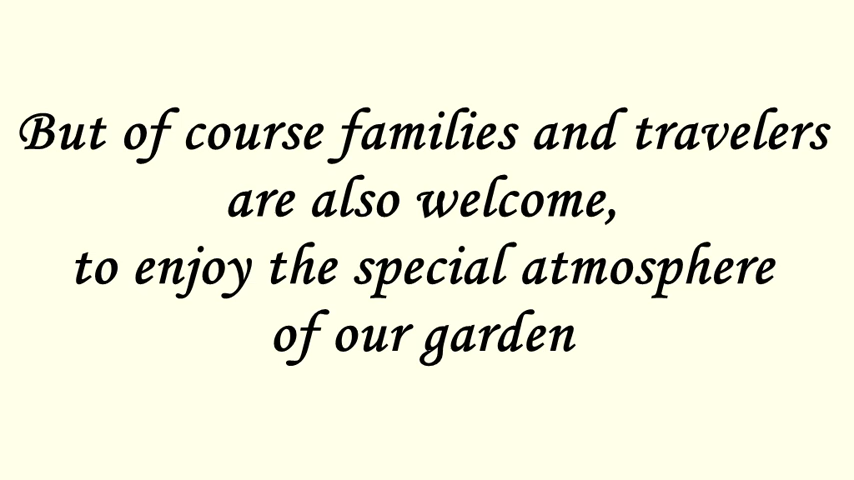 But of course families and travelers
are also welcome,
to enjoy the special atmosphere
of our garden